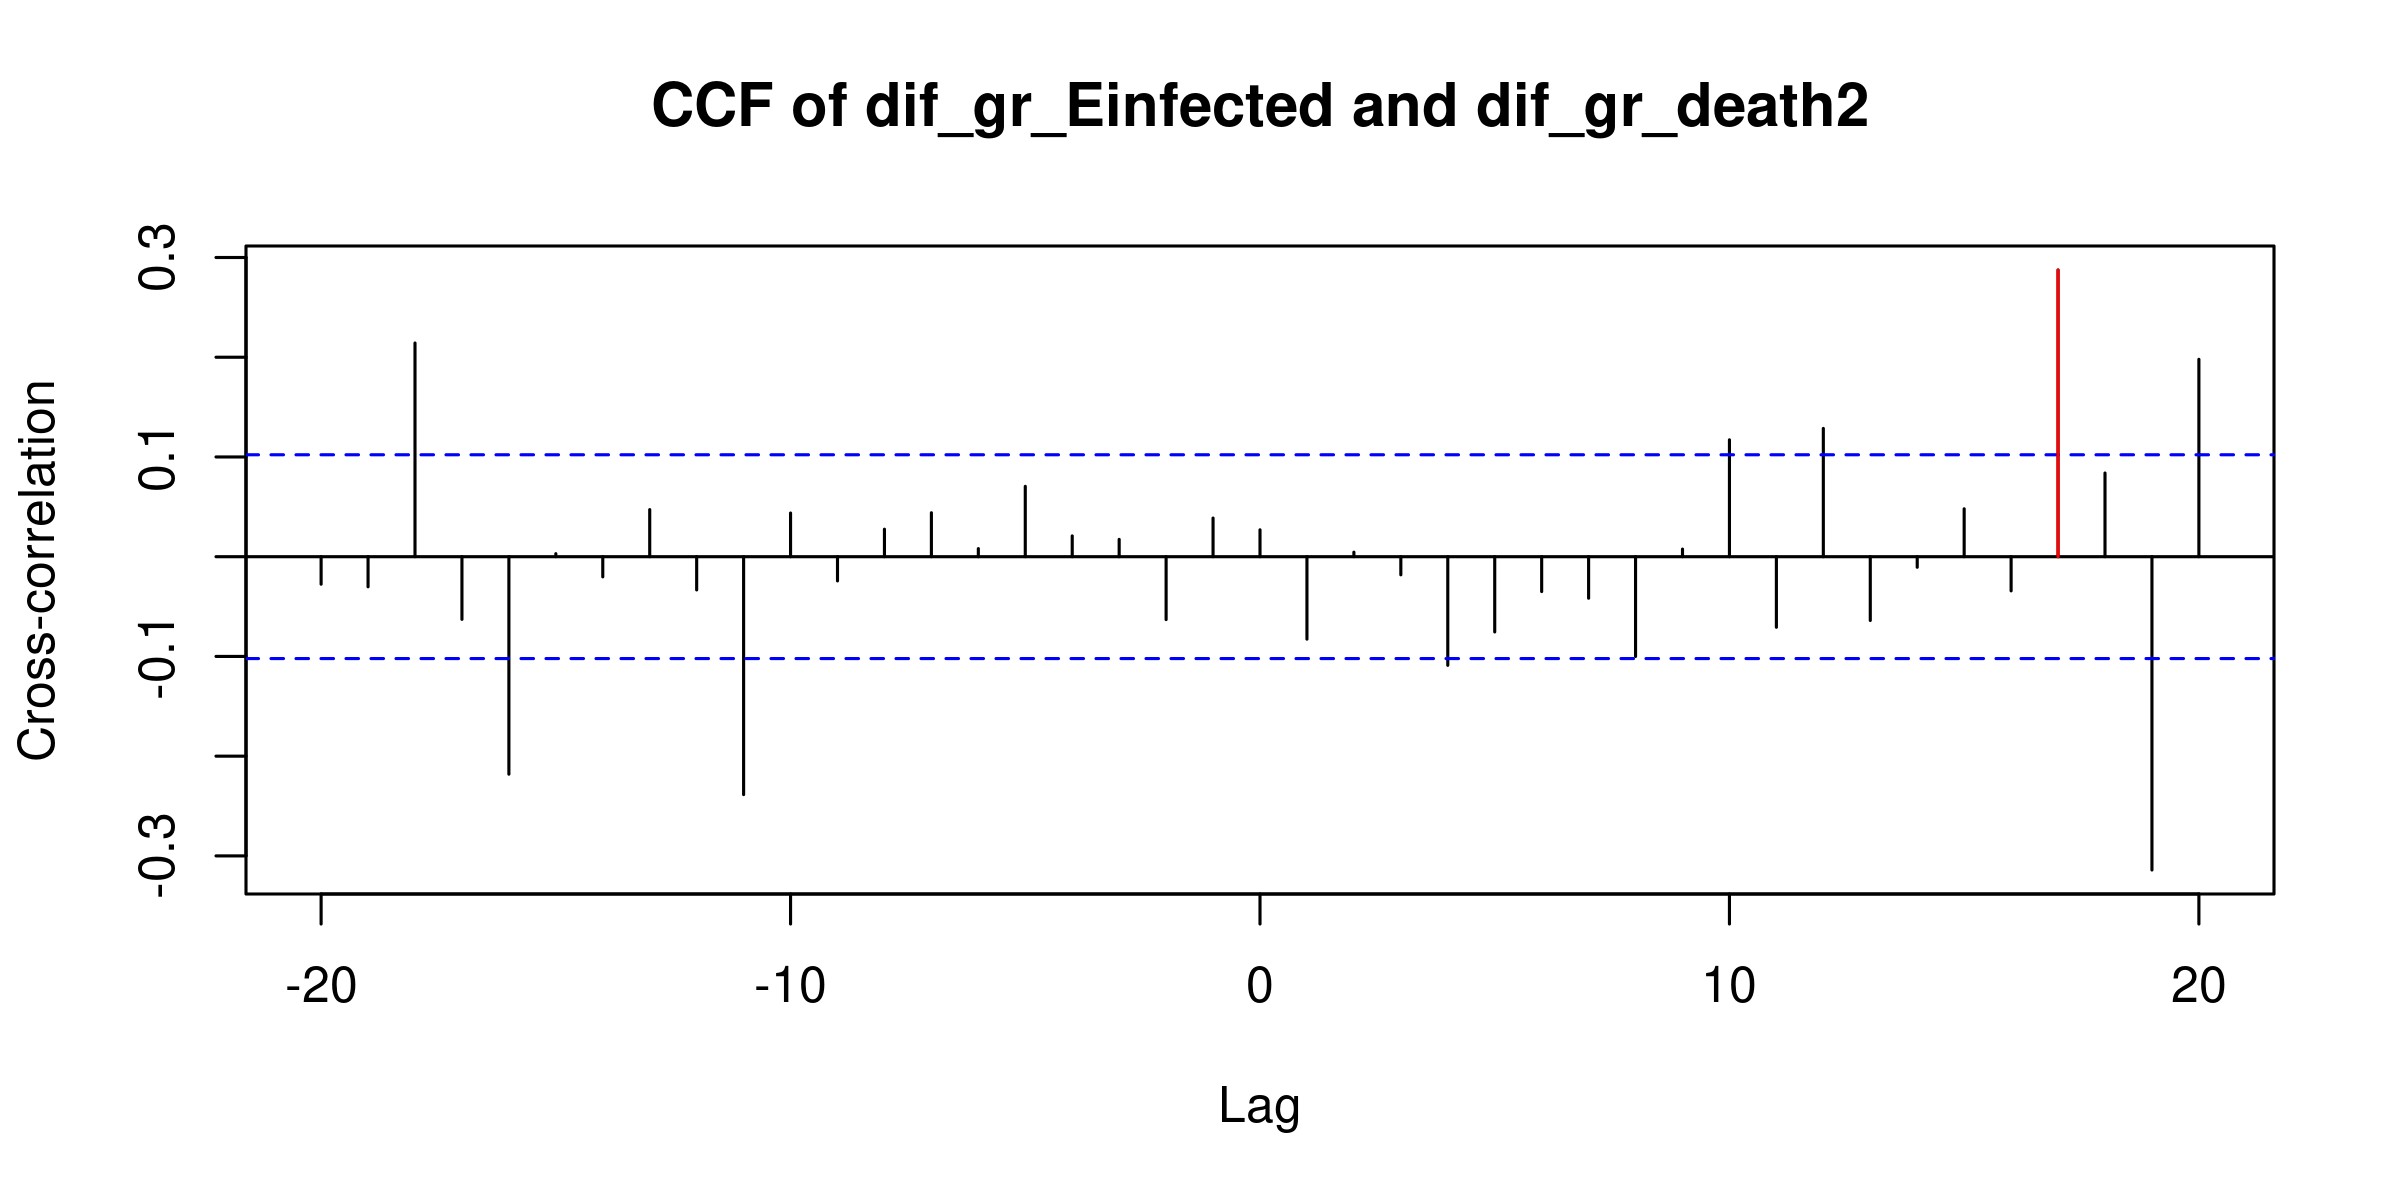 CCF of dif_gr_Einfected and dif_gr_death2
Cross-correlation
0.3
0.1
-0.1
-0.3
-20 -10 0 10 20
Lag